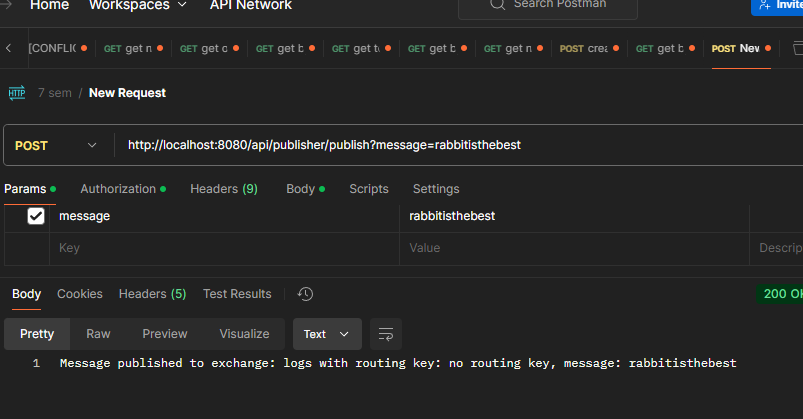 Home Workspaces API Network Search Postman Invite
[CONFLIC GET get n GET get c GET get b GET get t GET get b GET get n POST crea GET get b POST New
HTTP 7 sem / New Request
POST http://localhost:8080/api/publisher/publish?message=rabbitisthebest
Params Authorization Headers (9) Body Scripts Settings
message rabbitisthebest
Key Value Descrip
Body Cookies Headers (5) Test Results 200 OK
Pretty Raw Preview Visualize Text
1 Message published to exchange: logs with routing key: no routing key, message: rabbitisthebest